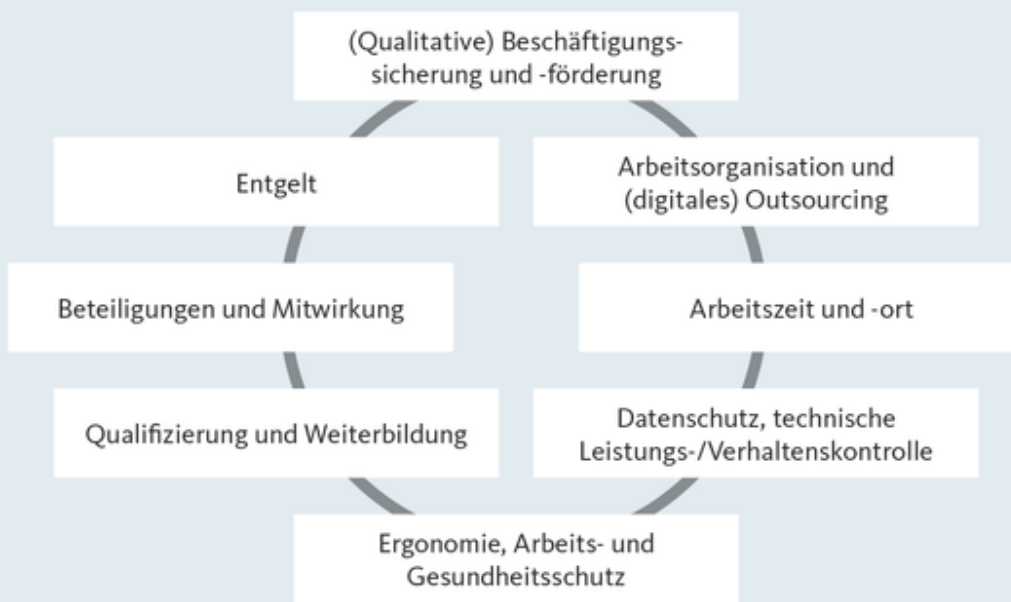 (Qualitative) Beschäftigungs-
sicherung und -förderung
Entgelt
Arbeitsorganisation und
(digitales) Outsourcing
Beteiligungen und Mitwirkung
Arbeitszeit und -ort
Qualifizierung und Weiterbildung
Datenschutz, technische
Leistungs-/Verhaltenskontrolle
Ergonomie, Arbeits- und
Gesundheitsschutz